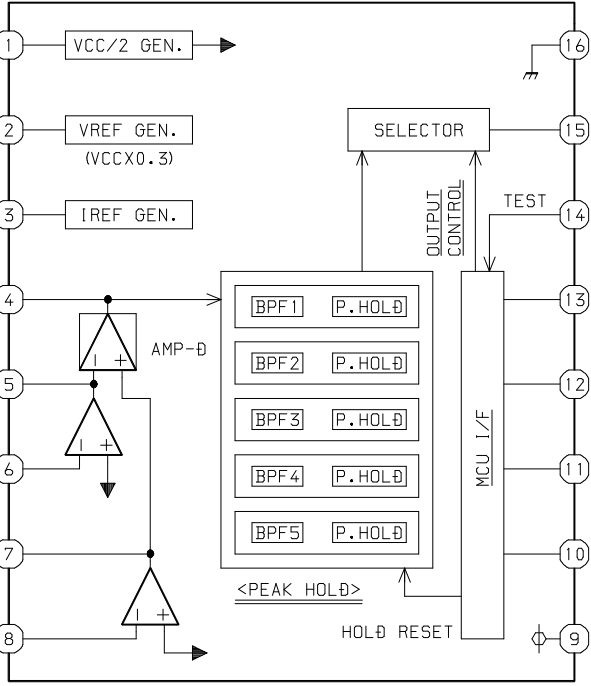 1 VCC/2 GEN. 16
2 VREF GEN. SELECTOR 15
(VCCX0.3)
3 IREF GEN. OUTPUT CONTROL TEST 14
4 BPF1 P.HOLD 13
AMP-D
- +
5 BPF2 P.HOLD 12
BPF3 P.HOLD
- +
6 BPF4 P.HOLD MCU I/F 11
7 BPF5 P.HOLD 10
<PEAK HOLD>
- +
8 HOLD RESET 9